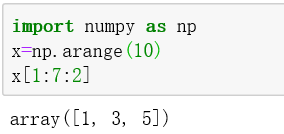 import numpy as np
x=np.arange(10)
x[1:7:2]
array([1, 3, 5])